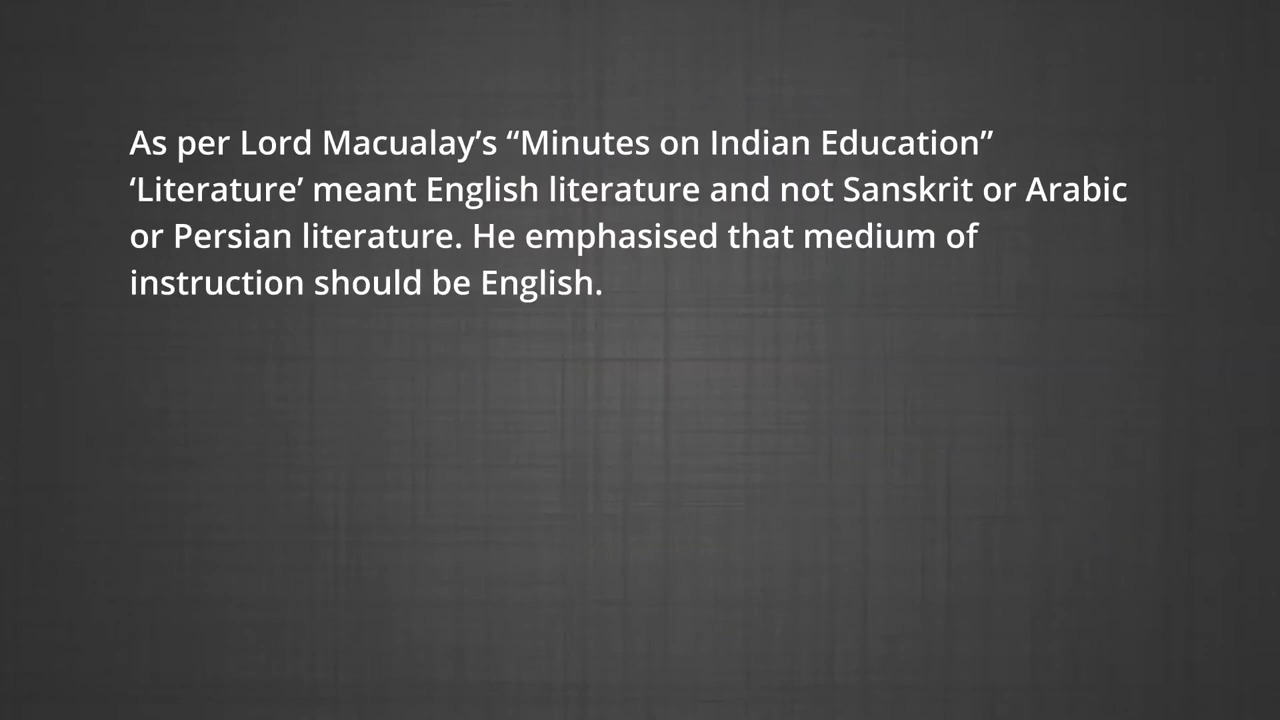 As per Lord Macualay’s “Minutes on Indian Education”
‘Literature’ meant English literature and not Sanskrit or Arabic
or Persian literature. He emphasised that medium of
instruction should be English.